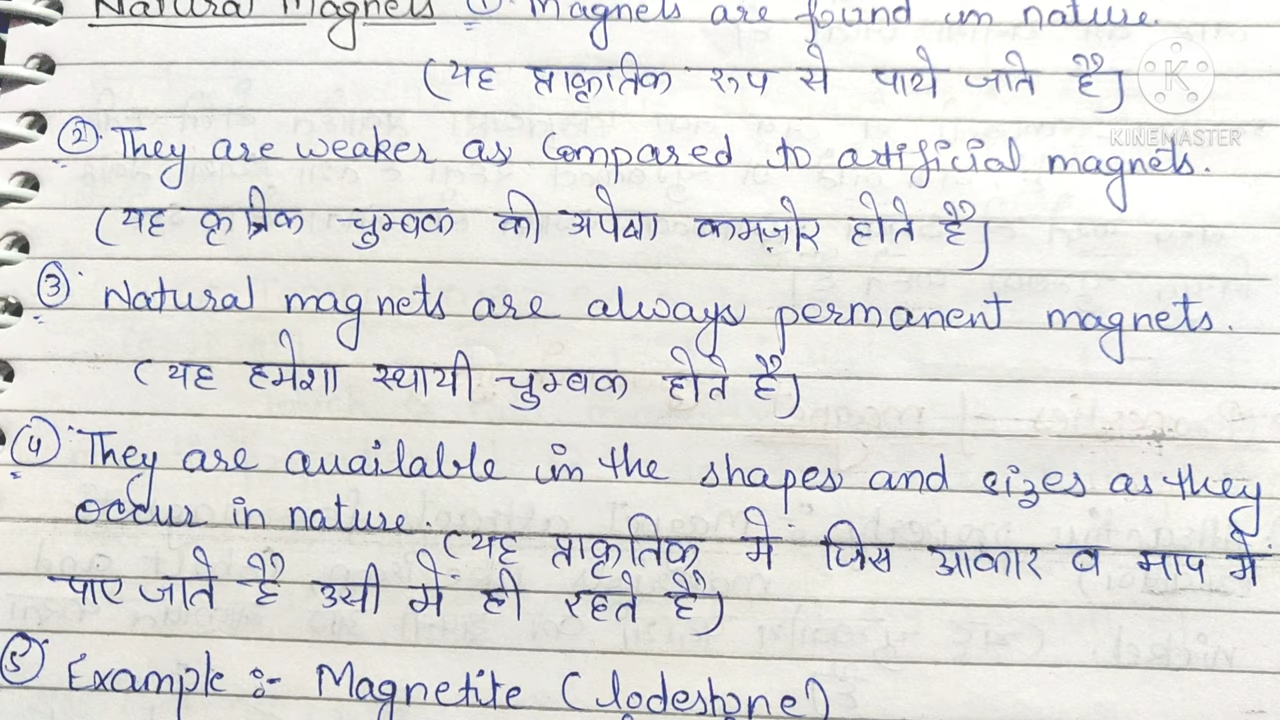 Natural Magnets ① Magnets are found in nature.
(यह प्राकृतिक रूप से पाये जाते हैं)
KINEMASTER
② They are weaker as Compared to artificial magnets.
(यह कृत्रिक चुम्बक की अपेक्षा कमज़ोर होते हैं)
③ Natural magnets are always permanent magnets.
(यह हमेशा स्थायी चुम्बक होते हैं)
④ They are available in the shapes and sizes as they
occur in nature. (यह प्राकृतिक में जिस आकार व माप में
पाए जाते हैं उसी में ही रहते हैं)
⑤ Example :- Magnetite (lodestone)